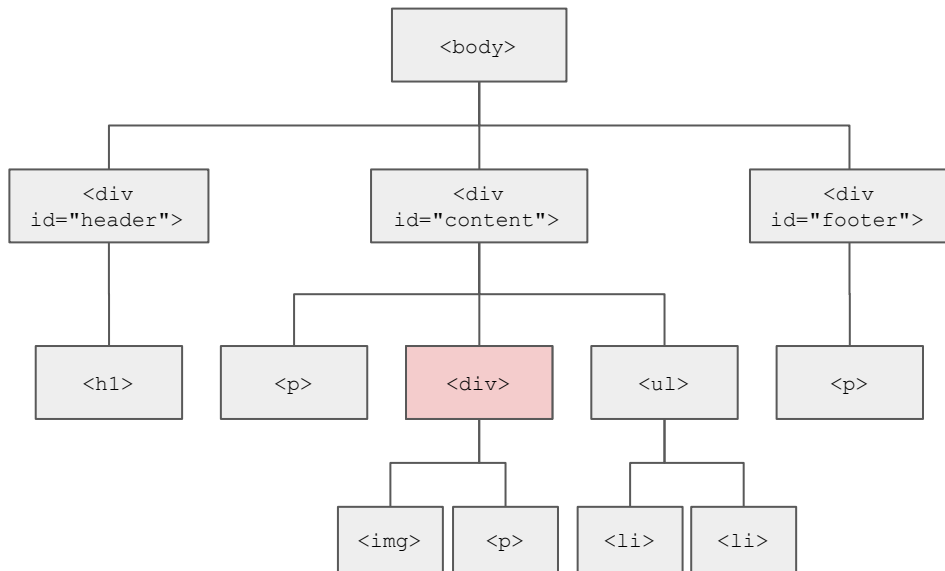 <body>
<div
id="header">
<div
id="content">
<div
id="footer">
<h1>
<p>
<div>
<ul>
<p>
<img>
<p>
<li>
<li>